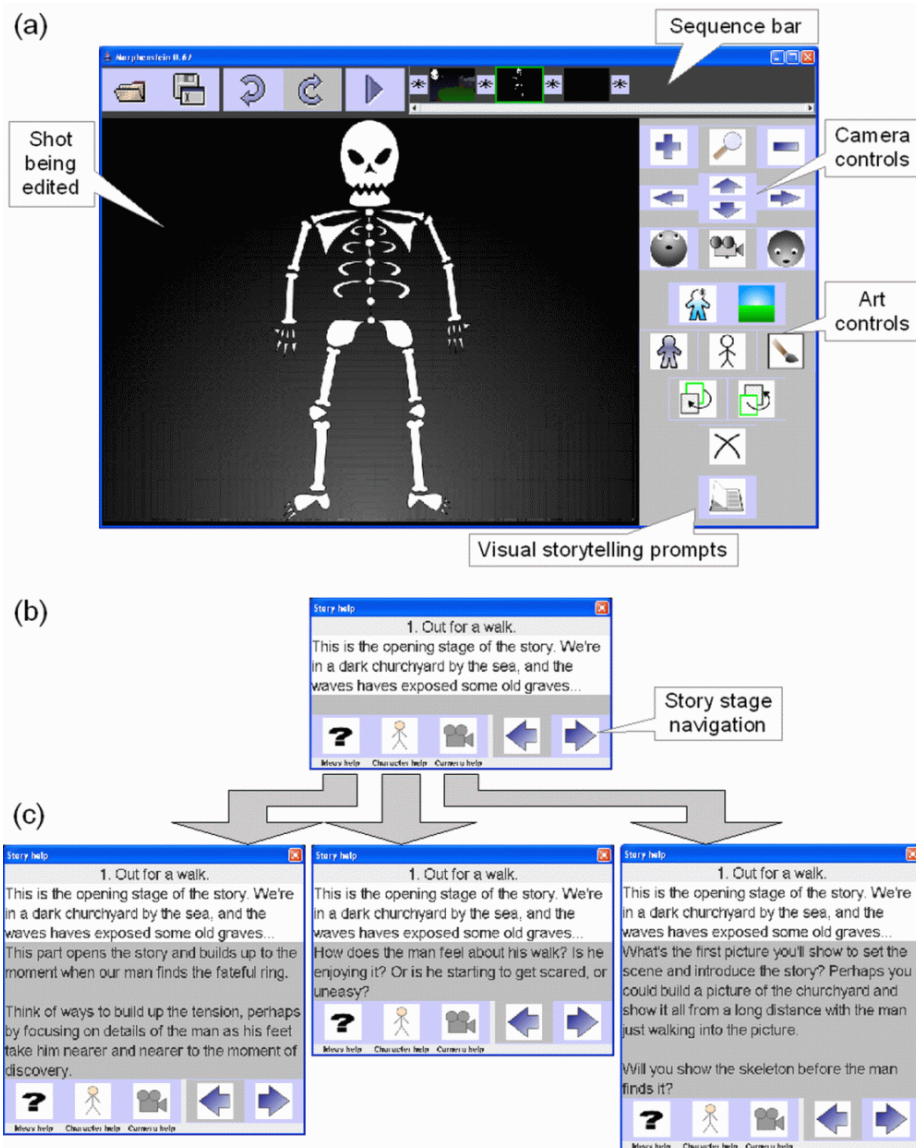 (a)
Sequence bar
Morphenstein 0.67
Shot
being
edited
Camera
controls
Art
controls
Visual storytelling prompts
(b)
Story help
1. Out for a walk.
This is the opening stage of the story. We're
in a dark churchyard by the sea, and the
waves haves exposed some old graves...
Story stage
navigation
?
Ideas help Character help Camera help
(c)
Story help
1. Out for a walk.
This is the opening stage of the story. We're
in a dark churchyard by the sea, and the
waves haves exposed some old graves...
This part opens the story and builds up to the
moment when our man finds the fateful ring.
Think of ways to build up the tension, perhaps
by focusing on details of the man as his feet
take him nearer and nearer to the moment of
discovery.
?
Ideas help Character help Camera help
1. Out for a walk.
This is the opening stage of the story. We're
in a dark churchyard by the sea, and the
waves haves exposed some old graves...
How does the man feel about his walk? Is he
enjoying it? Or is he starting to get scared, or
uneasy?
?
Ideas help Character help Camera help
Story help
1. Out for a walk.
This is the opening stage of the story. We're
in a dark churchyard by the sea, and the
waves haves exposed some old graves...
What's the first picture you'll show to set the
scene and introduce the story? Perhaps you
could build a picture of the churchyard and
show it all from a long distance with the man
just walking into the picture.
Will you show the skeleton before the man
finds it?
?
Ideas help Character help Camera help